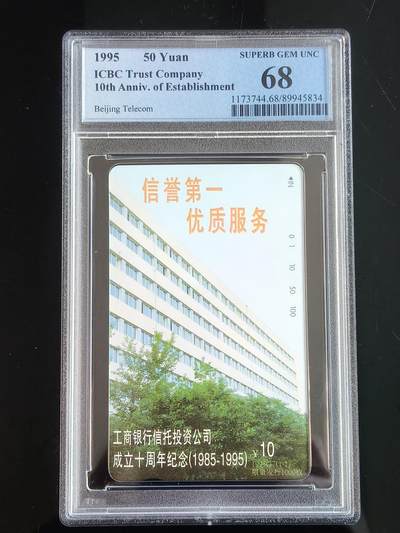 1995 50 Yuan
ICBC Trust Company
10th Anniv. of Establishment
Beijing Telecom
SUPERB GEM UNC
68
1173744.68/89945834
信誉第一
优质服务
0 1 10 50 100
工商银行信托投资公司
成立十周年纪念(1985-1995)
¥10